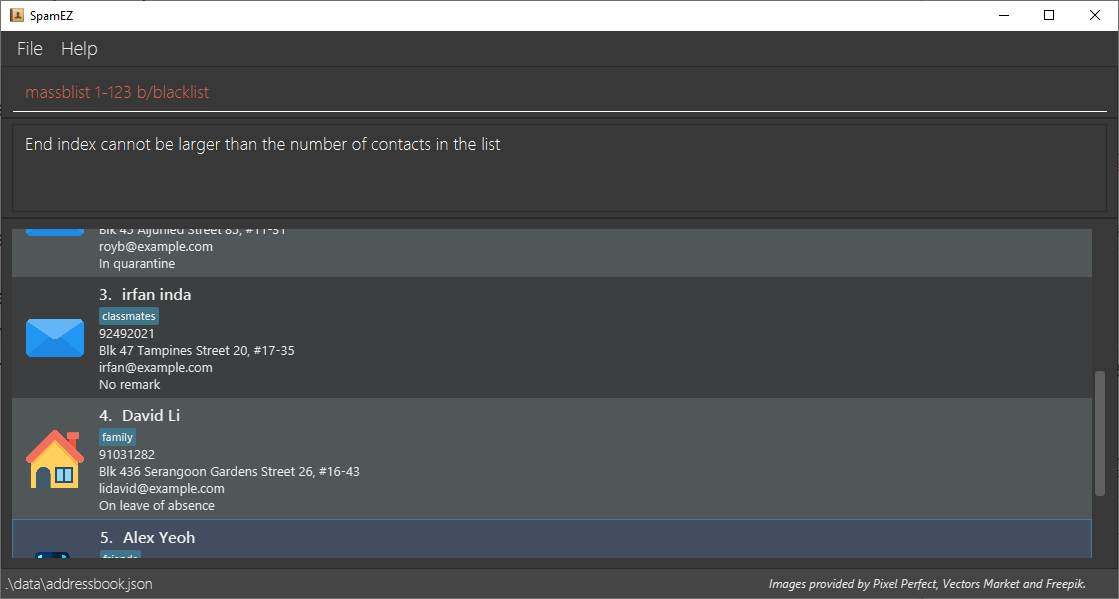 SpamEZ
File Help
massblist 1-123 b/blacklist
End index cannot be larger than the number of contacts in the list
Blk 45 Aljunied Street 85, #11-31
royb@example.com
In quarantine
3. irfan inda
classmates
92492021
Blk 47 Tampines Street 20, #17-35
irfan@example.com
No remark
4. David Li
family
91031282
Blk 436 Serangoon Gardens Street 26, #16-43
lidavid@example.com
On leave of absence
5. Alex Yeoh
friends
.\data\addressbook.json
Images provided by Pixel Perfect, Vectors Market and Freepik.